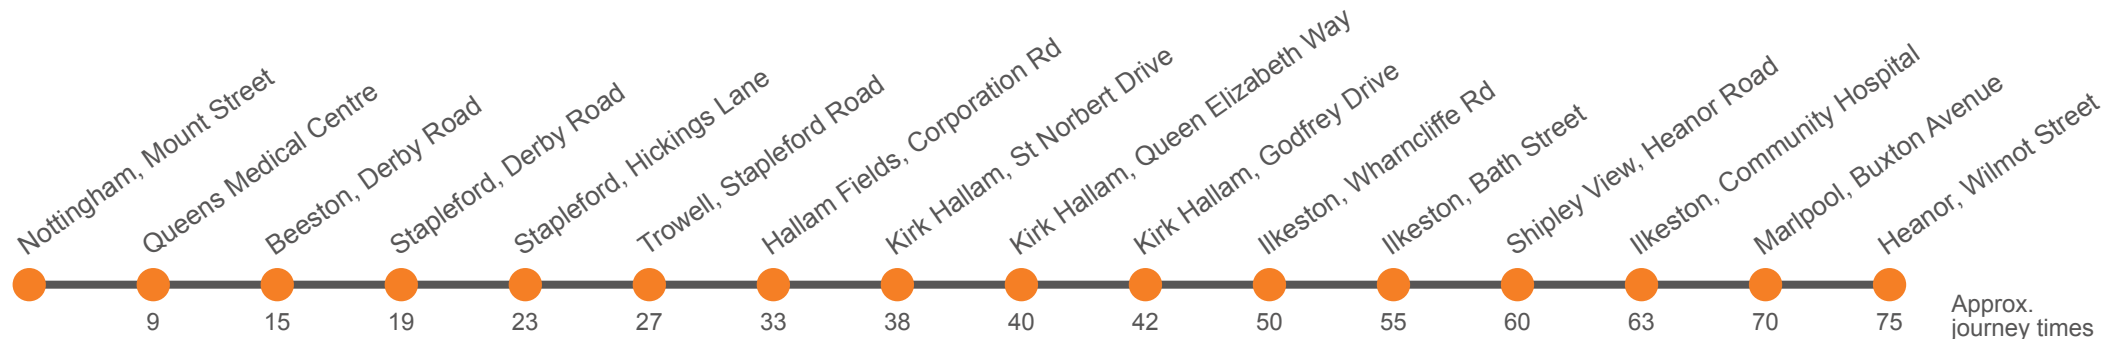 Nottingham, Mount Street
Queens Medical Centre
Beeston, Derby Road
Stapleford, Derby Road
Stapleford, Hickings Lane
Trowell, Stapleford Road
Hallam Fields, Corporation Rd
Kirk Hallam, St Norbert Drive
Kirk Hallam, Queen Elizabeth Way
Kirk Hallam, Godfrey Drive
Ilkeston, Wharncliffe Rd
Ilkeston, Bath Street
Shipley View, Heanor Road
Ilkeston, Community Hospital
Marlpool, Buxton Avenue
Heanor, Wilmot Street
9 15 19 23 27 33 38 40 42 50 55 60 63 70 75
Approx.
journey times